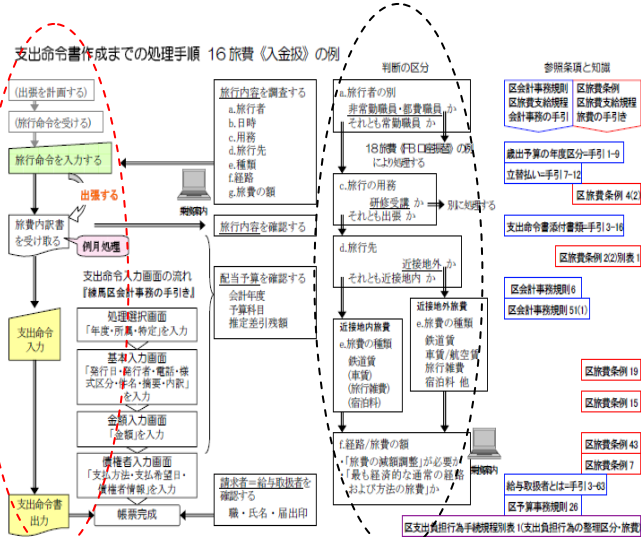 支出命令書作成までの処理手順 16 旅費《入金扱》の例
(出張を計画する)
(旅行命令を受ける)
旅行命令を入力する
出張する
旅費内訳書
を受け取る
例月処理
支出命令
入力
支出命令書
出力
支出命令入力画面の流れ
『練馬区会計事務の手引き』
処理選択画面
「年度・所属・特定」を入力
基本入力画面
「発行日・発行者・電話・様
式区分・件名・摘要・内訳」
を入力
金額入力画面
「金額」を入力
債権者入力画面
「支払方法・支払希望日・
債権者情報」を入力
帳票完成
旅行内容を調査する
a.旅行者
b.日時
c.用務
d.旅行先
e.種類
f.経路
g.旅費の額
旅行内容を確認する
配当予算を確認する
会計年度
予算科目
推定差引残額
請求者=給与取扱者を
確認する
職・氏名・届出印
判断の区分
a.旅行者の別
非常勤職員・都費職員 か
それとも常勤職員 か
18 旅費《FB口座振替》の例
により処理する
c.旅行の用務
研修受講 か
それとも出張 か
別に処理する
d.旅行先
近接地外 か
それとも近接地内 か
近接地内旅費
e.旅費の種類
鉄道賃
(車賃)
(旅行雑費)
(宿泊料)
近接地外旅費
e.旅費の種類
鉄道賃
車賃/航空賃
旅行雑費
宿泊料 他
f.経路/旅費の額
・「旅費の減額調整」が必要か
・「最も経済的な通常の経路
および方法の旅費」か
参照条項と知識
区会計事務規則
区旅費支給規程
会計事務の手引
区旅費条例
区旅費支給規程
旅費の手引き
歳出予算の年度区分=手引 1-9
立替払い=手引 7-12
区旅費条例 4(2)
支出命令書添付書類=手引 3-16
区旅費条例 2(2)別表 1
区会計事務規則 6
区会計事務規則 51(1)
区旅費条例 19
区旅費条例 15
区旅費条例 43
区旅費条例 7
給与取扱者とは=手引 3-63
区予算事務規則 26
区支出負担行為手続規程別表 1(支出負担行為の整理区分・旅費)